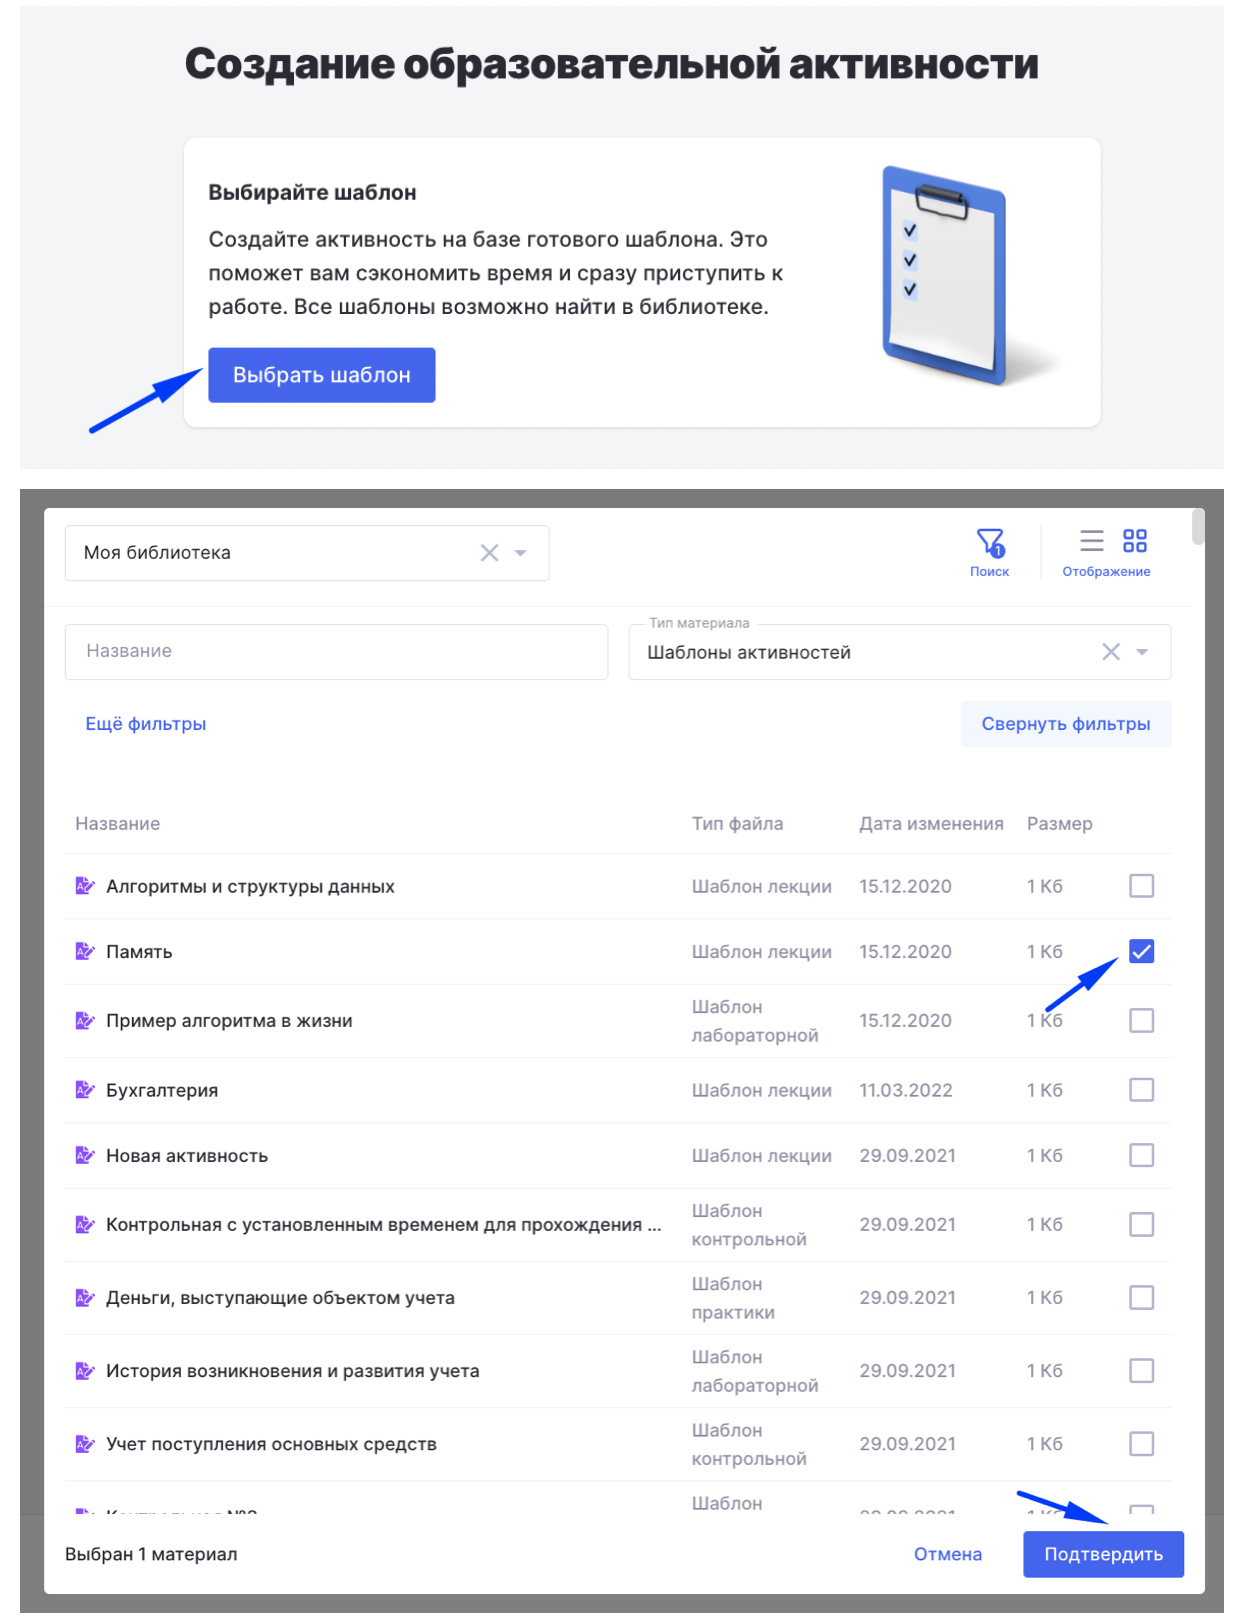 Создание образовательной активности
Выбирайте шаблон
Создайте активность на базе готового шаблона. Это
поможет вам сэкономить время и сразу приступить к
работе. Все шаблоны возможно найти в библиотеке.
Выбрать шаблон
Моя библиотека
1
Поиск
Отображение
Название
Тип материала
Шаблоны активностей
Ещё фильтры
Свернуть фильтры
Название Тип файла Дата изменения Размер
Алгоритмы и структуры данных Шаблон лекции 15.12.2020 1 Кб
Память Шаблон лекции 15.12.2020 1 Кб
Пример алгоритма в жизни Шаблон лабораторной 15.12.2020 1 Кб
Бухгалтерия Шаблон лекции 11.03.2022 1 Кб
Новая активность Шаблон лекции 29.09.2021 1 Кб
Контрольная с установленным временем для прохождения ... Шаблон контрольной 29.09.2021 1 Кб
Деньги, выступающие объектом учета Шаблон практики 29.09.2021 1 Кб
История возникновения и развития учета Шаблон лабораторной 29.09.2021 1 Кб
Учет поступления основных средств Шаблон контрольной 29.09.2021 1 Кб
Шаблон
Выбран 1 материал
Отмена
Подтвердить